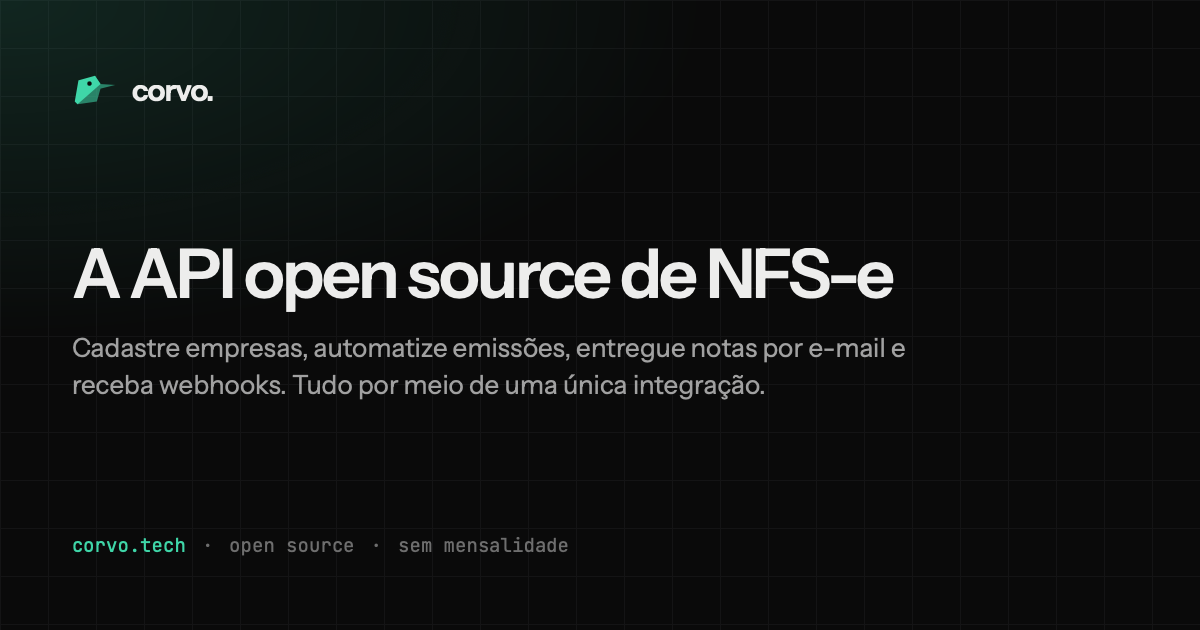 corvo.
A API open source de NFS-e
Cadastre empresas, automatize emissões, entregue notas por e-mail e
receba webhooks. Tudo por meio de uma única integração.
corvo.tech · open source · sem mensalidade